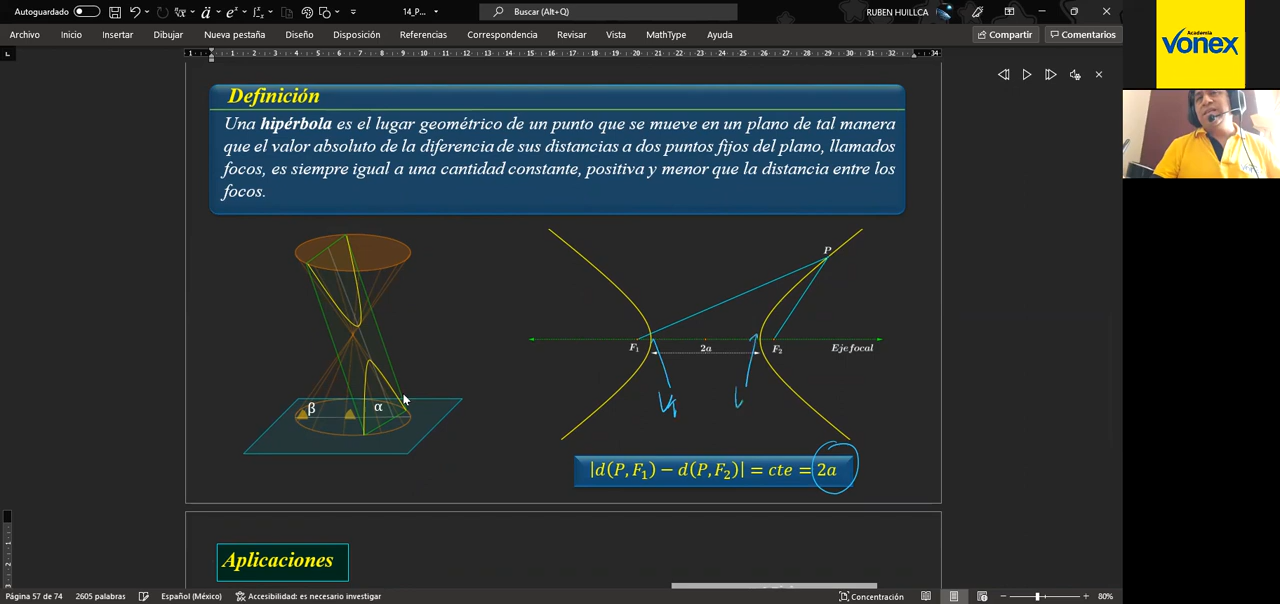 Autoguardado
14_P...
Buscar (Alt+Q)
RUBEN HUILLCA
Academia
Vonex
Archivo Inicio Insertar Dibujar Nueva pestaña Diseño Disposición Referencias Correspondencia Revisar Vista MathType Ayuda
Compartir Comentarios
Definición
Una hipérbola es el lugar geométrico de un punto que se mueve en un plano de tal manera
que el valor absoluto de la diferencia de sus distancias a dos puntos fijos del plano, llamados
focos, es siempre igual a una cantidad constante, positiva y menor que la distancia entre los
focos.
P
F₁ 2a F₂ Eje focal
β α
|d(P,F₁) − d(P,F₂)| = cte = 2a
Aplicaciones
Página 57 de 74 2605 palabras Español (México) Accesibilidad: es necesario investigar Concentración 80%